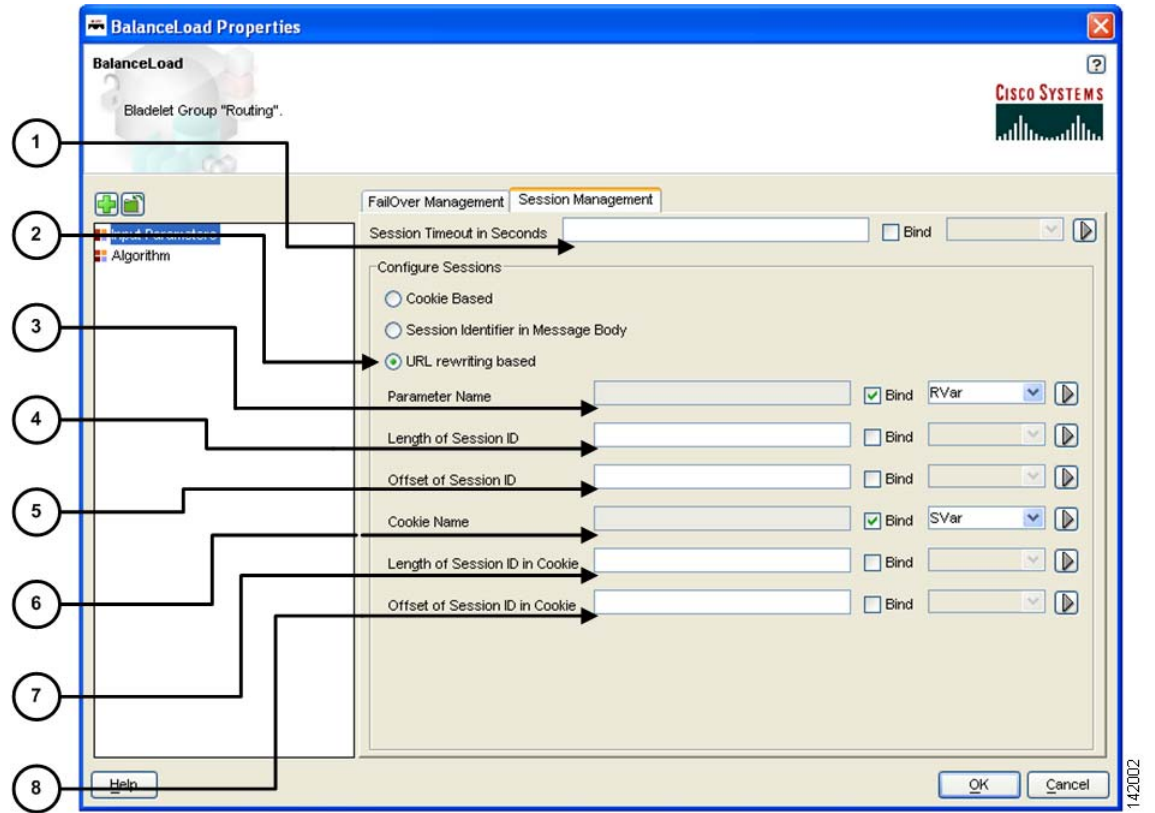 BalanceLoad Properties
BalanceLoad
?
Bladelet Group "Routing".
CISCO SYSTEMS
1
FailOver Management Session Management
2
Input Parameters
Session Timeout in Seconds Bind
Algorithm
Configure Sessions
Cookie Based
3
Session Identifier in Message Body
URL rewriting based
Parameter Name Bind RVar
4
Length of Session ID Bind
Offset of Session ID Bind
5
Cookie Name Bind SVar
Length of Session ID in Cookie Bind
6
Offset of Session ID in Cookie Bind
7
8
Help OK Cancel
142002